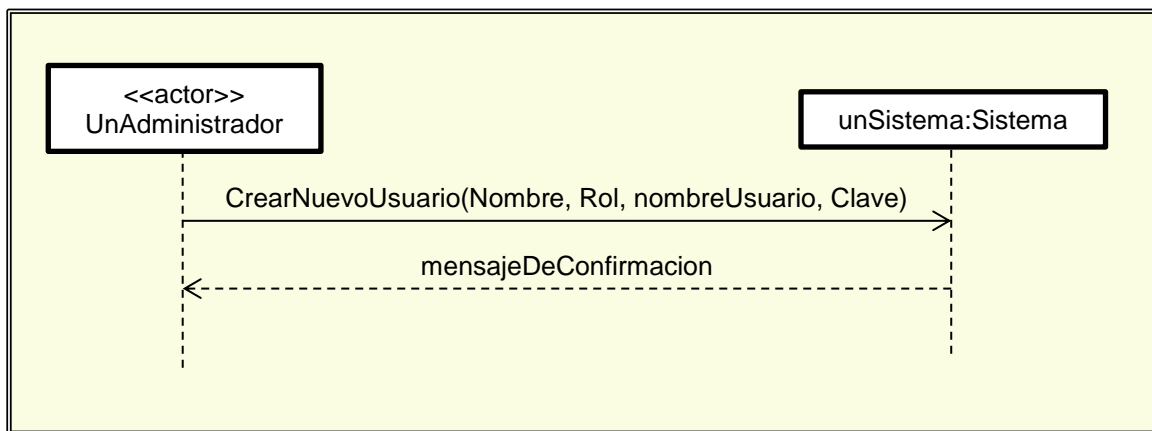 <<actor>>
UnAdministrador
unSistema:Sistema
CrearNuevoUsuario(Nombre, Rol, nombreUsuario, Clave)
mensajeDeConfirmacion